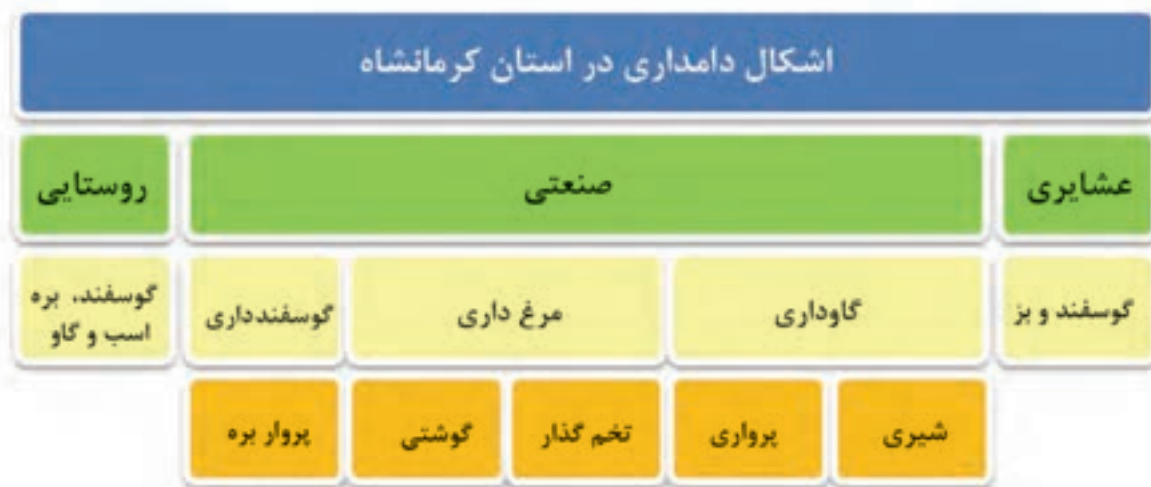 اشکال دامداری در استان کرمانشاه
عشایری
صنعتی
روستایی
گوسفند و بز
گاوداری
مرغ داری
گوسفندداری
گوسفند، بره
اسب و گاو
شیری
پرواری
تخم گذار
گوشتی
پروار بره